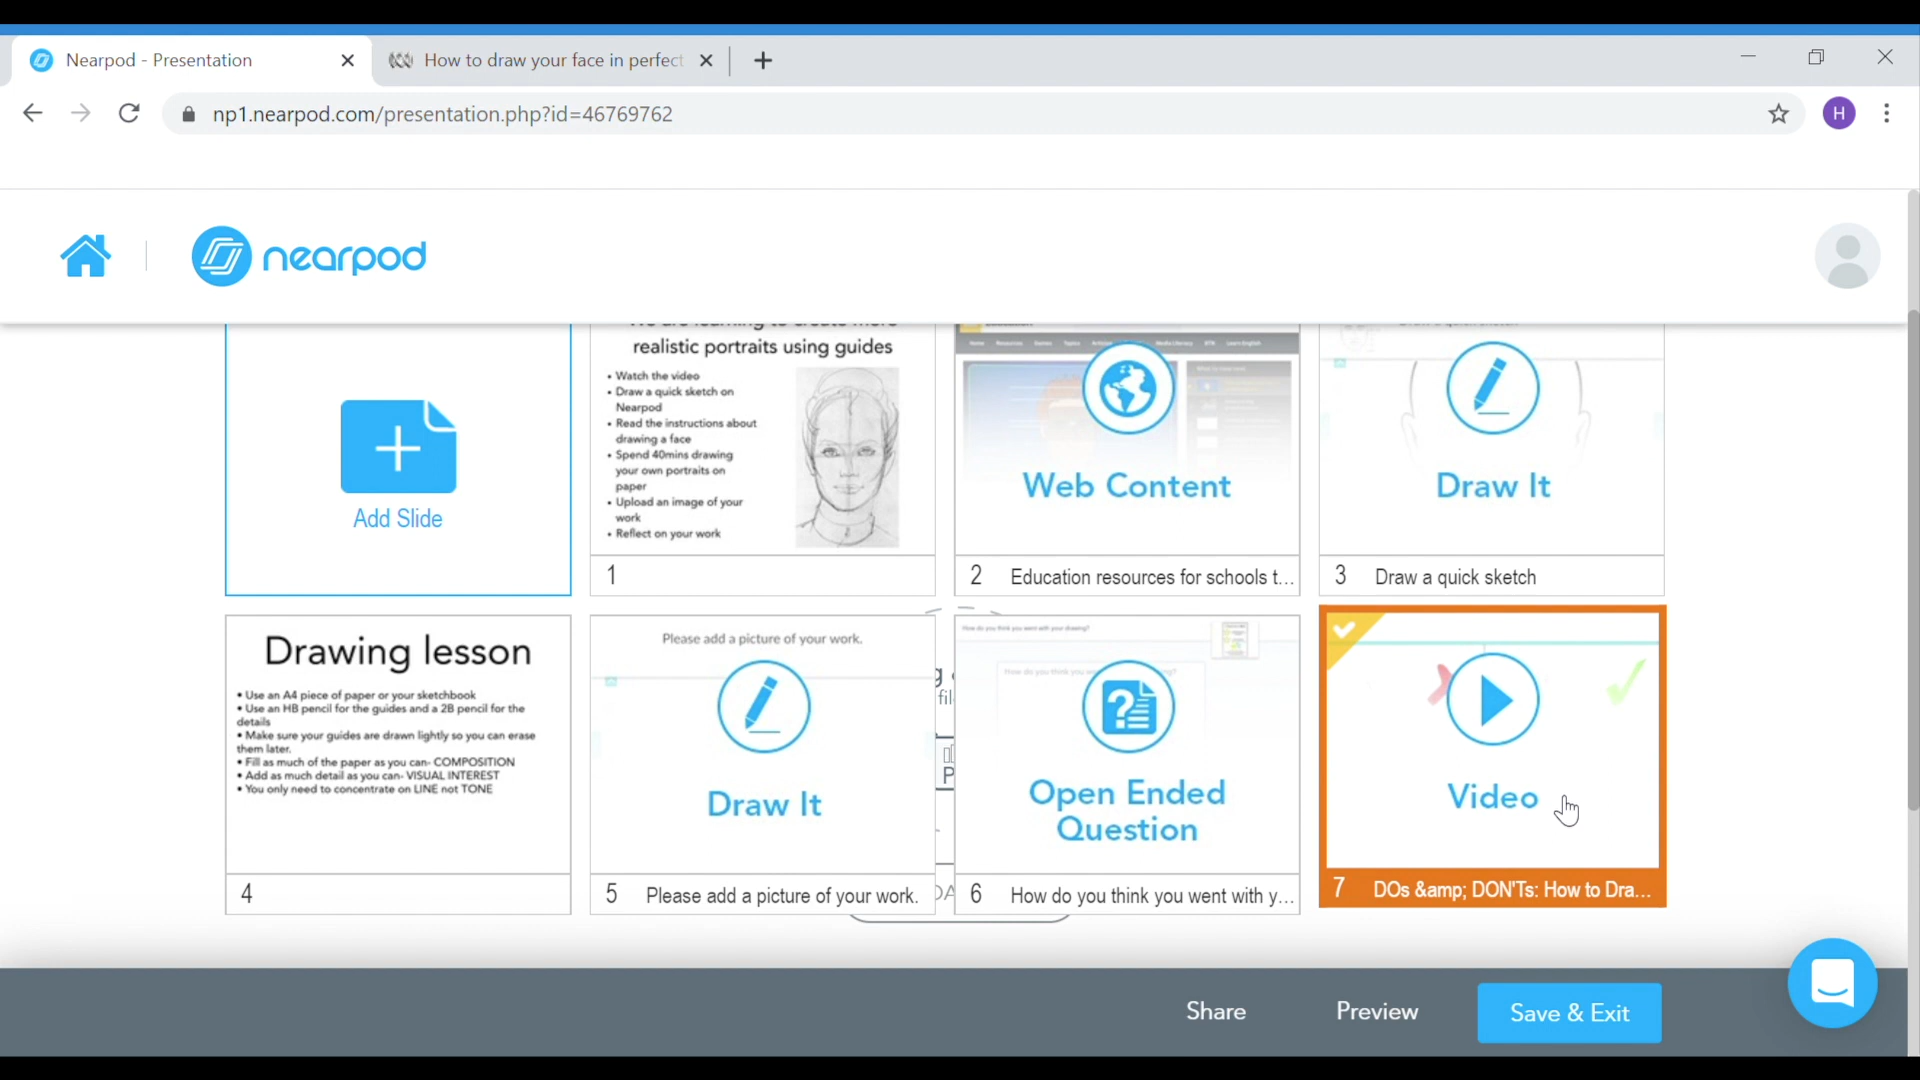 Nearpod - Presentation
How to draw your face in perfect
np1.nearpod.com/presentation.php?id=46769762
H
nearpod
Add Slide
realistic portraits using guides
• Watch the video
• Draw a quick sketch on
Nearpod
• Read the instructions about
drawing a face
• Spend 40mins drawing
your own portraits on
paper
• Upload an image of your
work
• Reflect on your work
1
Web Content
2 Education resources for schools t...
Draw It
3 Draw a quick sketch
Drawing lesson
• Use an A4 piece of paper or your sketchbook
• Use an HB pencil for the guides and a 2B pencil for the
details
• Make sure your guides are drawn lightly so you can erase
them later.
• Fill as much of the paper as you can- COMPOSITION
• Add as much detail as you can- VISUAL INTEREST
• You only need to concentrate on LINE not TONE
4
Please add a picture of your work.
Draw It
5 Please add a picture of your work.
How do you think you went with your drawing?
Open Ended
Question
6 How do you think you went with y...
Video
7 DOs &amp; DON'Ts: How to Dra...
Share
Preview
Save & Exit